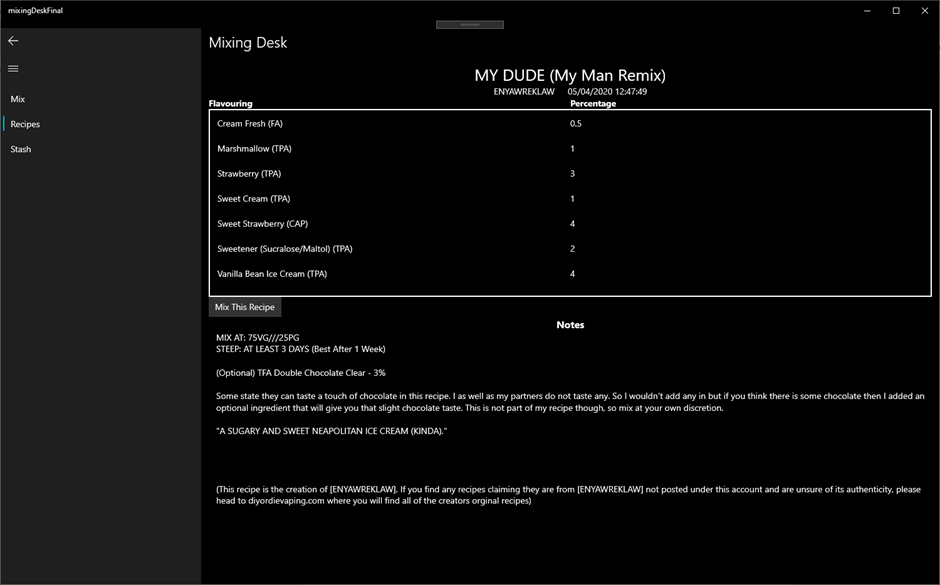 mixingDeskFinal
Mixing Desk
Mix
Recipes
Stash
MY DUDE (My Man Remix)
ENYAWREKLAW 05/04/2020 12:47:49
Flavouring Percentage
Cream Fresh (FA) 0.5
Marshmallow (TPA) 1
Strawberry (TPA) 3
Sweet Cream (TPA) 1
Sweet Strawberry (CAP) 4
Sweetener (Sucralose/Maltol) (TPA) 2
Vanilla Bean Ice Cream (TPA) 4
Mix This Recipe
Notes
MIX AT: 75VG///25PG
STEEP: AT LEAST 3 DAYS (Best After 1 Week)
(Optional) TFA Double Chocolate Clear - 3%
Some state they can taste a touch of chocolate in this recipe. I as well as my partners do not taste any. So I wouldn't add any in but if you think there is some chocolate then I added an
optional ingredient that will give you that slight chocolate taste. This is not part of my recipe though, so mix at your own discretion.
"A SUGARY AND SWEET NEAPOLITAN ICE CREAM (KINDA)."
(This recipe is the creation of [ENYAWREKLAW]. If you find any recipes claiming they are from [ENYAWREKLAW] not posted under this account and are unsure of its authenticity, please
head to diyordievaping.com where you will find all of the creators orginal recipes)